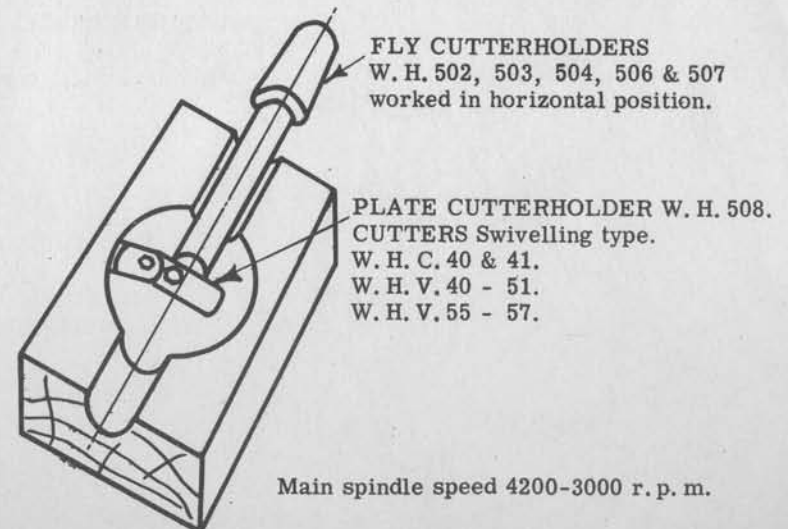 FLY CUTTERHOLDERS
W. H. 502, 503, 504, 506 & 507
worked in horizontal position.
PLATE CUTTERHOLDER W. H. 508.
CUTTERS Swivelling type.
W. H. C. 40 & 41.
W. H. V. 40 - 51.
W. H. V. 55 - 57.
Main spindle speed 4200-3000 r. p. m.